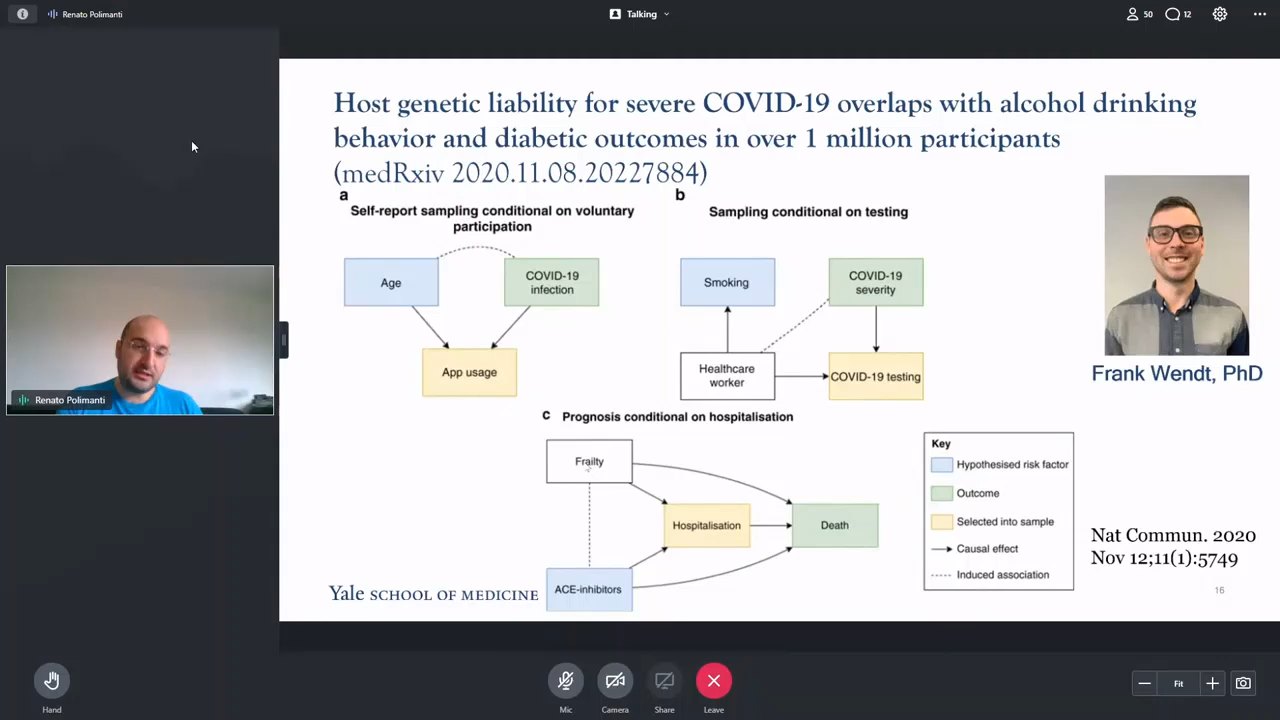 Renato Polimanti
Talking
50
12
Host genetic liability for severe COVID-19 overlaps with alcohol drinking
behavior and diabetic outcomes in over 1 million participants
(medRxiv 2020.11.08.20227884)
a
Self-report sampling conditional on voluntary
participation
Age
COVID-19
infection
App usage
b
Sampling conditional on testing
Smoking
COVID-19
severity
Healthcare
worker
COVID-19 testing
Frank Wendt, PhD
Renato Polimanti
c Prognosis conditional on hospitalisation
Frailty
Hospitalisation
Death
ACE-inhibitors
Key
Hypothesised risk factor
Outcome
Selected into sample
Causal effect
Induced association
Nat Commun. 2020
Nov 12;11(1):5749
Yale SCHOOL OF MEDICINE
16
Hand
Mic
Camera
Share
Leave
Fit